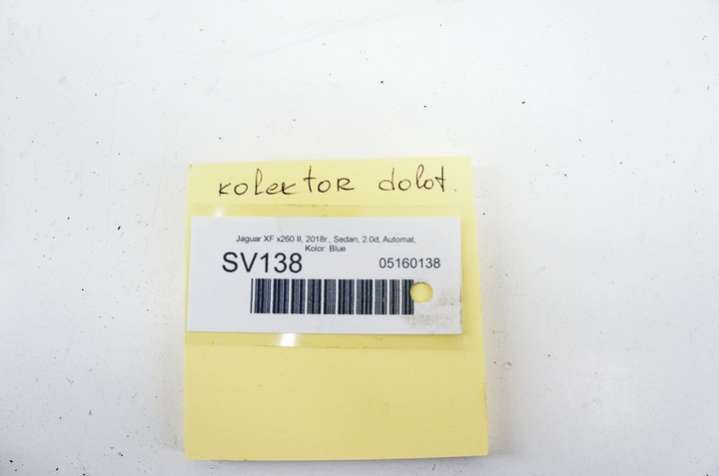 kolektor dolot.
Jaguar XF x260 II, 2018r., Sedan, 2.0d, Automat,
Kolor: Blue
SV138 05160138